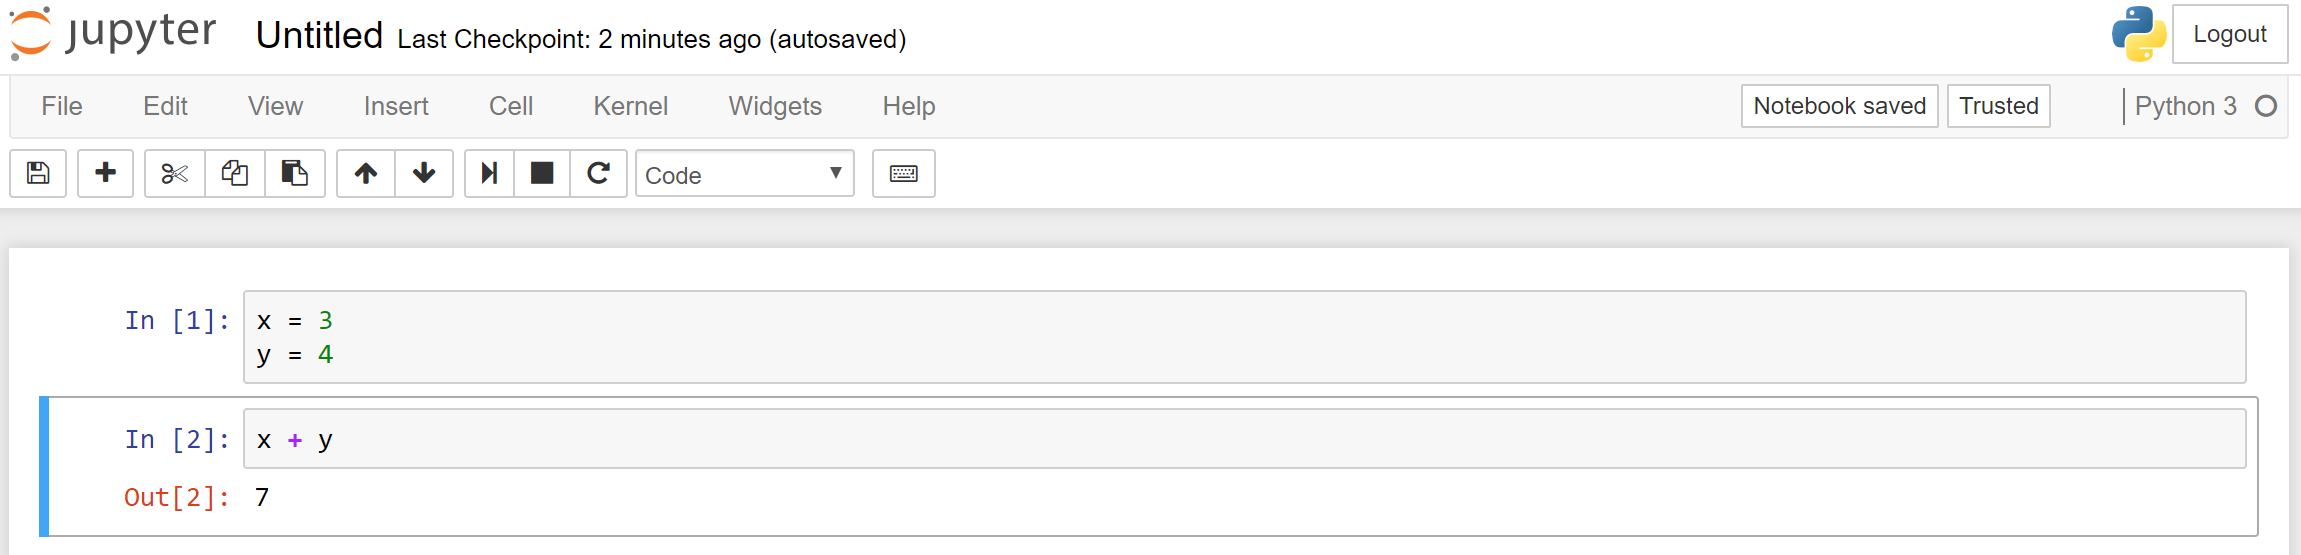 jupyter Untitled Last Checkpoint: 2 minutes ago (autosaved) Logout
File Edit View Insert Cell Kernel Widgets Help Notebook saved Trusted Python 3
Code
In [1]: x = 3
y = 4
In [2]: x + y
Out[2]: 7